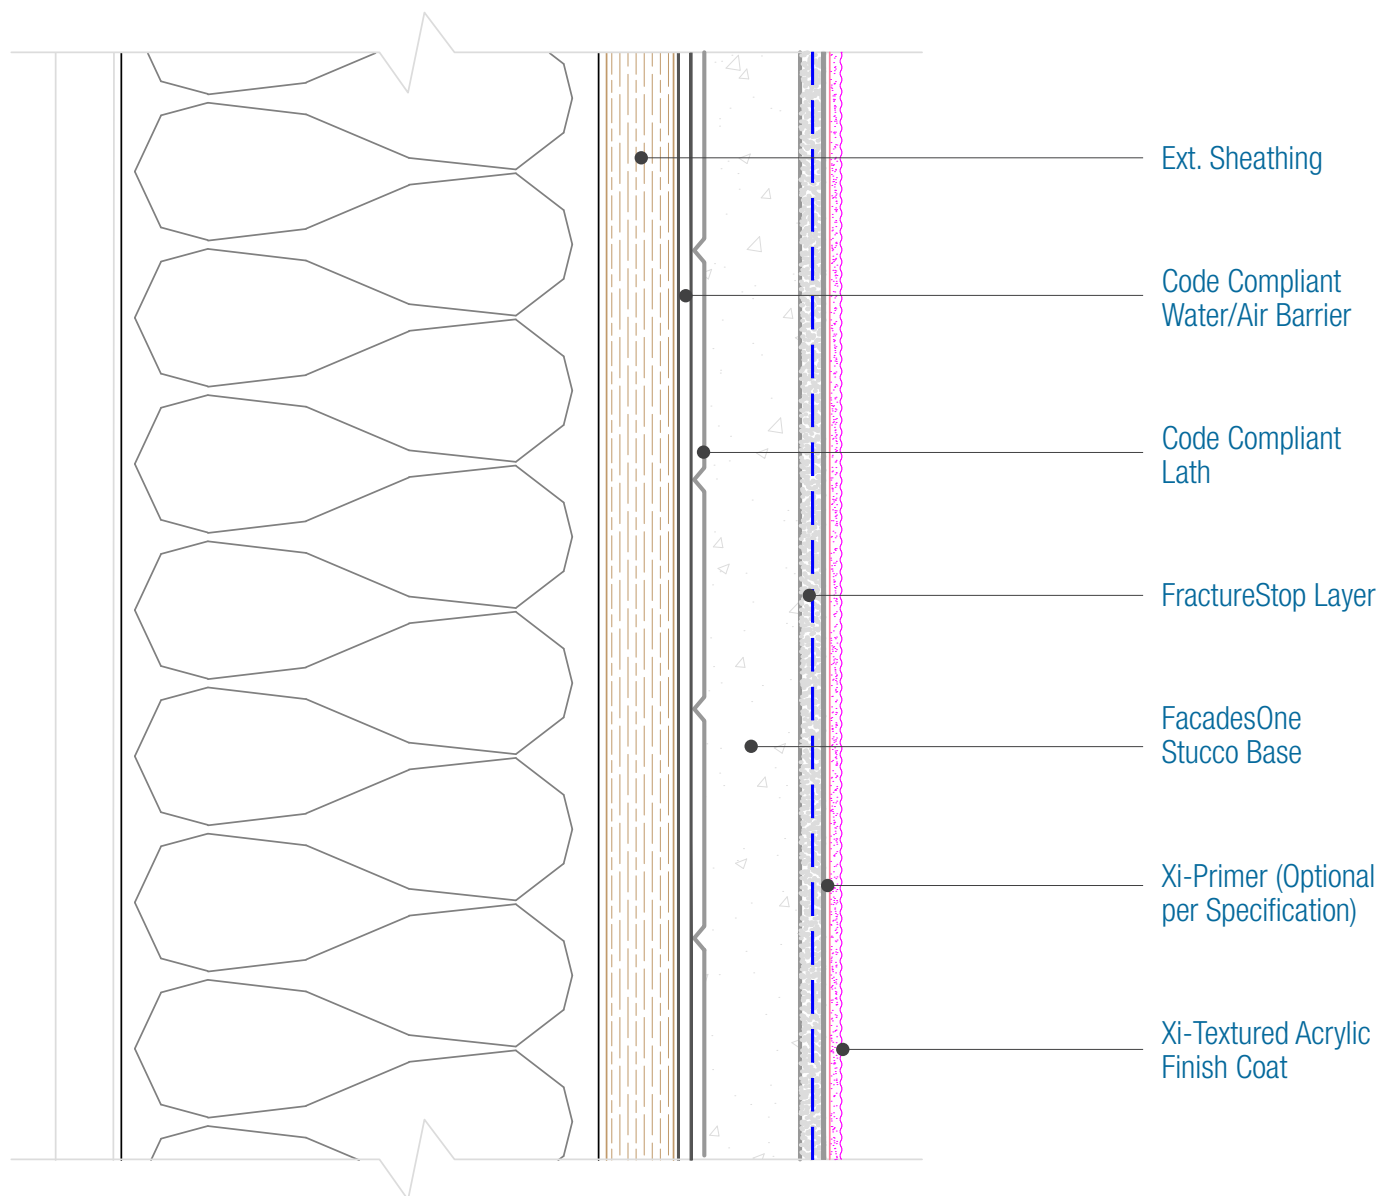 Ext. Sheathing
Code Compliant
Water/Air Barrier
Code Compliant
Lath
FractureStop Layer
FacadesOne
Stucco Base
Xi-Primer (Optional
per Specification)
Xi-Textured Acrylic
Finish Coat